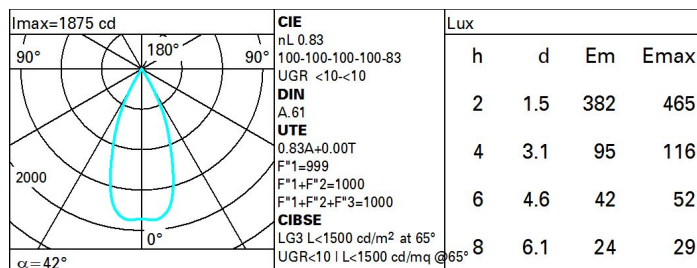 Imax=1875 cd
90° 180° 90°
2000
0°
α=42°
CIE
nL 0.83
100-100-100-100-83
UGR <10-<10
DIN
A.61
UTE
0.83A+0.00T
F"1=999
F"1+F"2=1000
F"1+F"2+F"3=1000
CIBSE
LG3 L<1500 cd/m² at 65°
UGR<10 | L<1500 cd/mq @65°
Lux
h d Em Emax
2 1.5 382 465
4 3.1 95 116
6 4.6 42 52
8 6.1 24 29